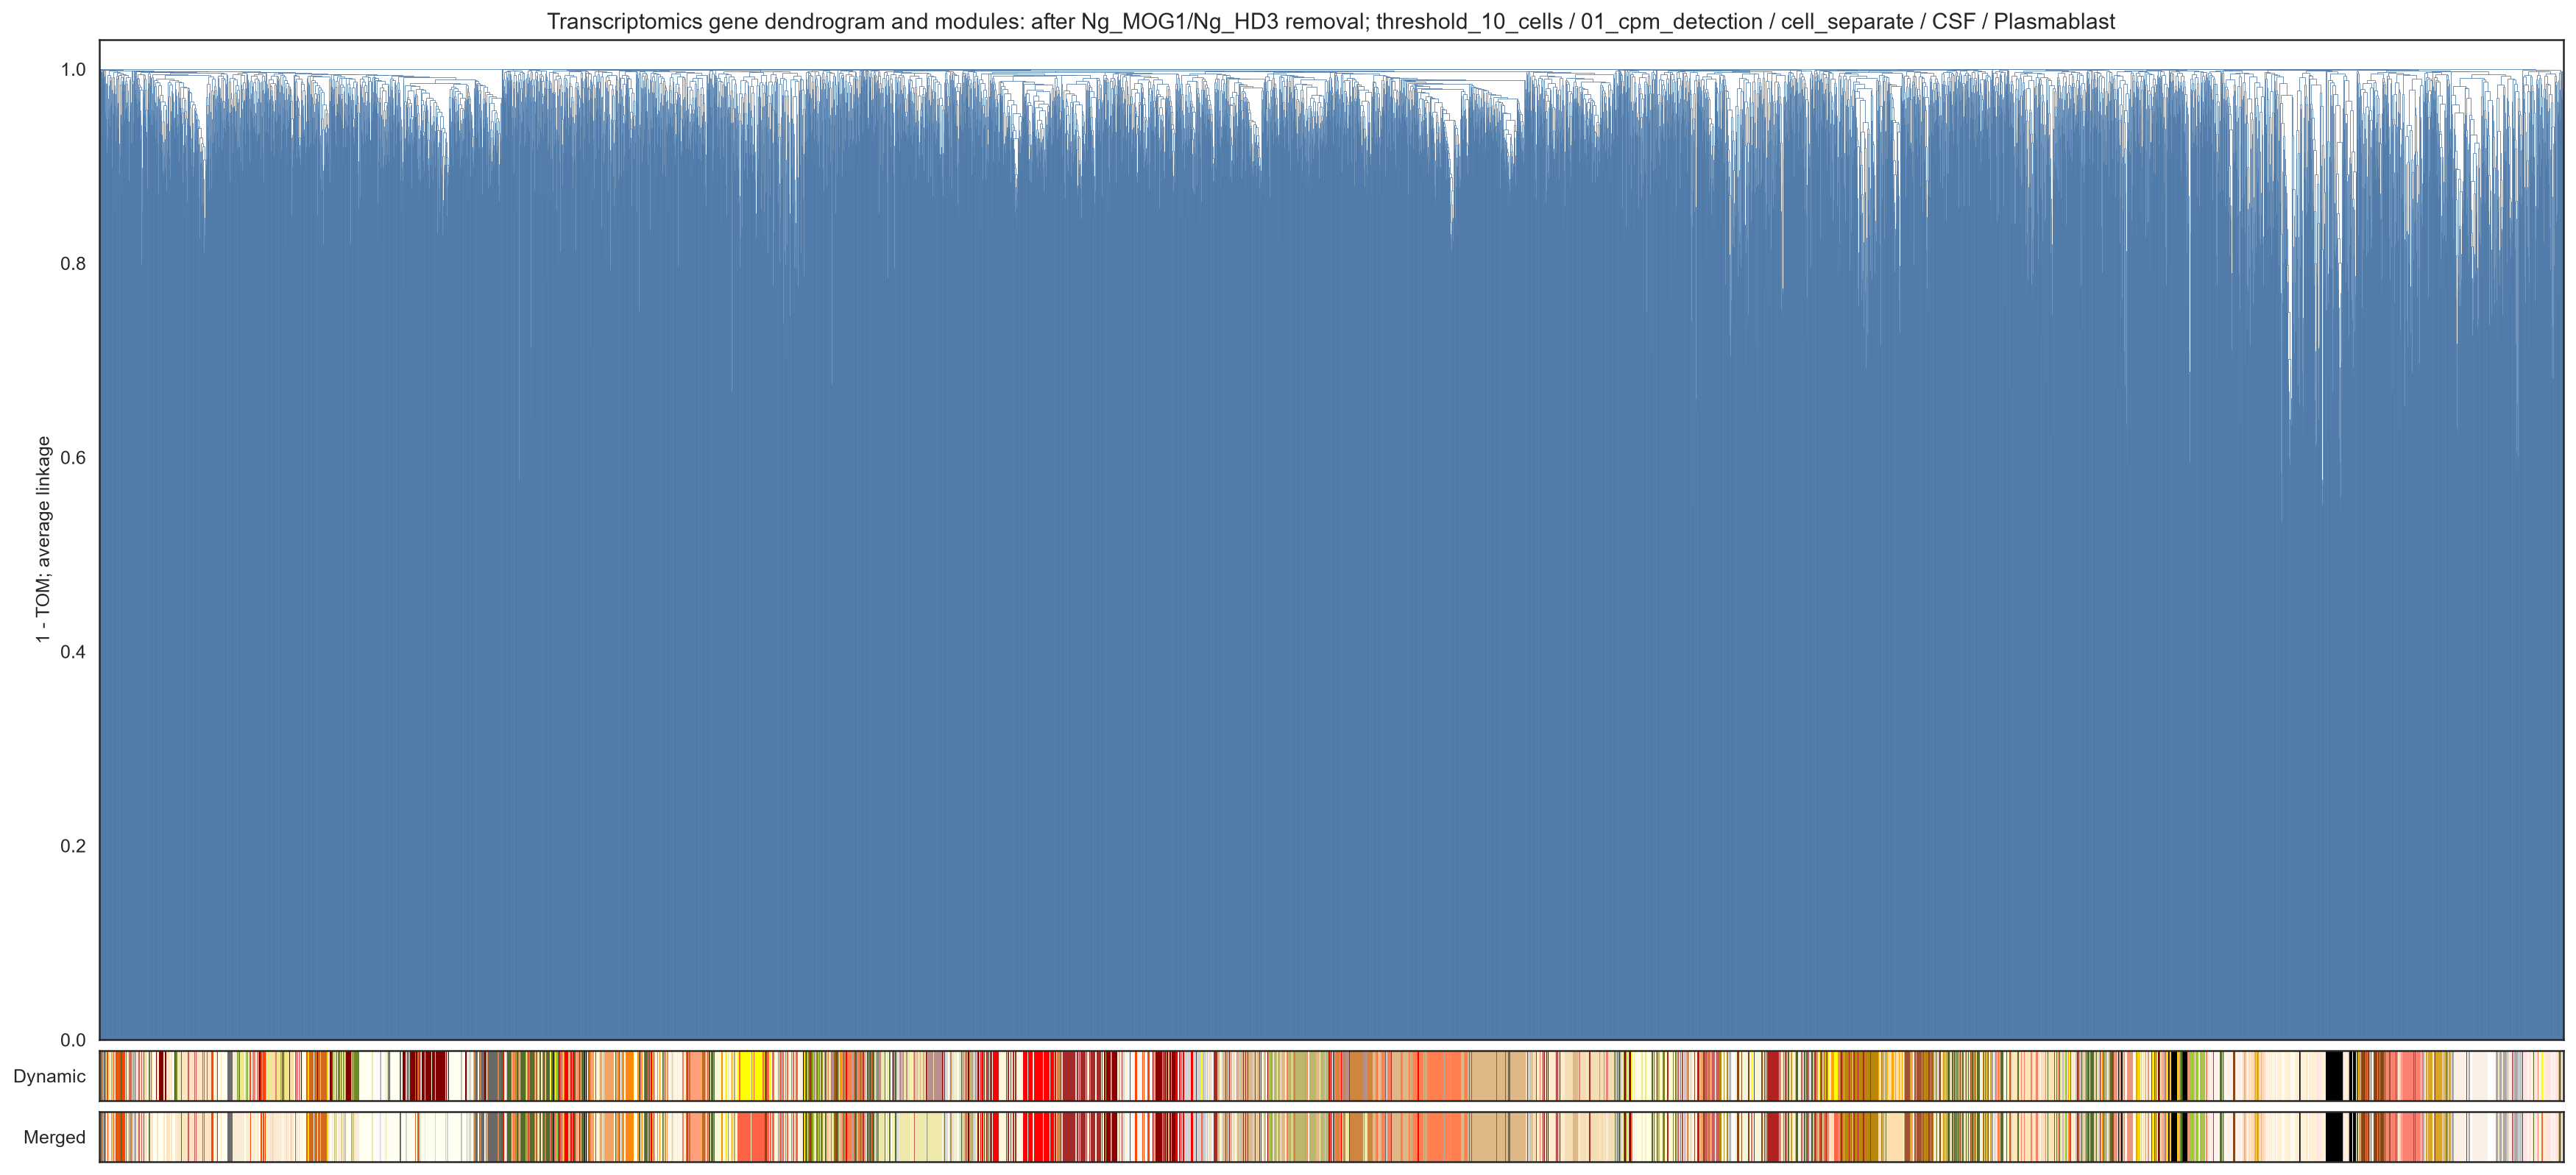 Transcriptomics gene dendrogram and modules: after Ng_MOG1/Ng_HD3 removal; threshold_10_cells / 01_cpm_detection / cell_separate / CSF / Plasmablast
1.0
0.8
0.6
0.4
0.2
0.0
1 - TOM; average linkage
Dynamic
Merged